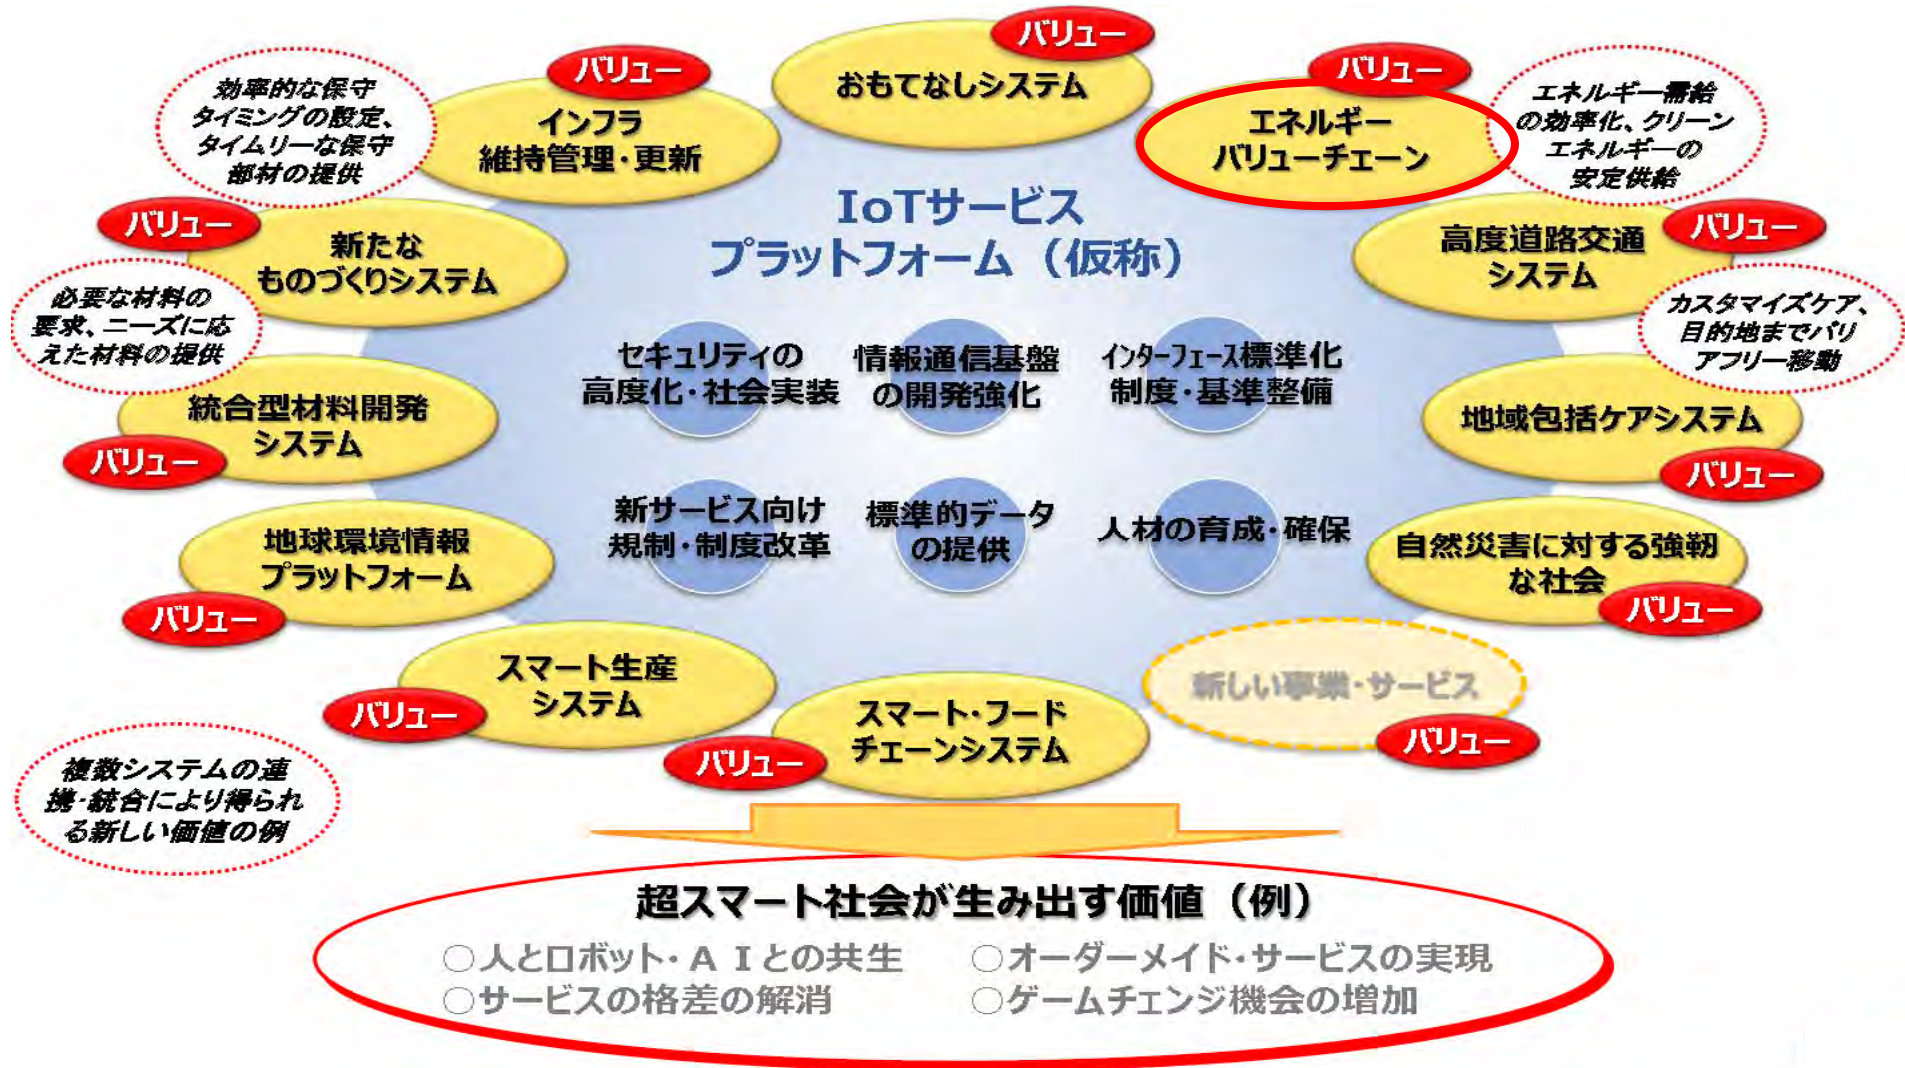 バリュー
おもてなしシステム
バリュー
インフラ
維持管理・更新
バリュー
エネルギー
バリューチェーン
効率的な保守
タイミングの設定、
タイムリーな保守
部材の提供
エネルギー需給
の効率化、クリーン
エネルギーの
安定供給
IoTサービス
プラットフォーム（仮称）
バリュー
新たな
ものづくりシステム
バリュー
高度道路交通
システム
必要な材料の
要求、ニーズに応
えた材料の提供
カスタマイズケア、
目的地までバリ
アフリー移動
セキュリティの
高度化・社会実装
情報通信基盤
の開発強化
インターフェース標準化
制度・基準整備
統合型材料開発
システム
バリュー
地域包括ケアシステム
バリュー
新サービス向け
規制・制度改革
標準的データ
の提供
人材の育成・確保
地球環境情報
プラットフォーム
バリュー
自然災害に対する強靭
な社会
バリュー
スマート生産
システム
バリュー
スマート・フード
チェーンシステム
バリュー
新しい事業・サービス
バリュー
複数システムの連
携・統合により得られ
る新しい価値の例
超スマート社会が生み出す価値（例）
○人とロボット・ＡＩとの共生
○オーダーメイド・サービスの実現
○サービスの格差の解消
○ゲームチェンジ機会の増加